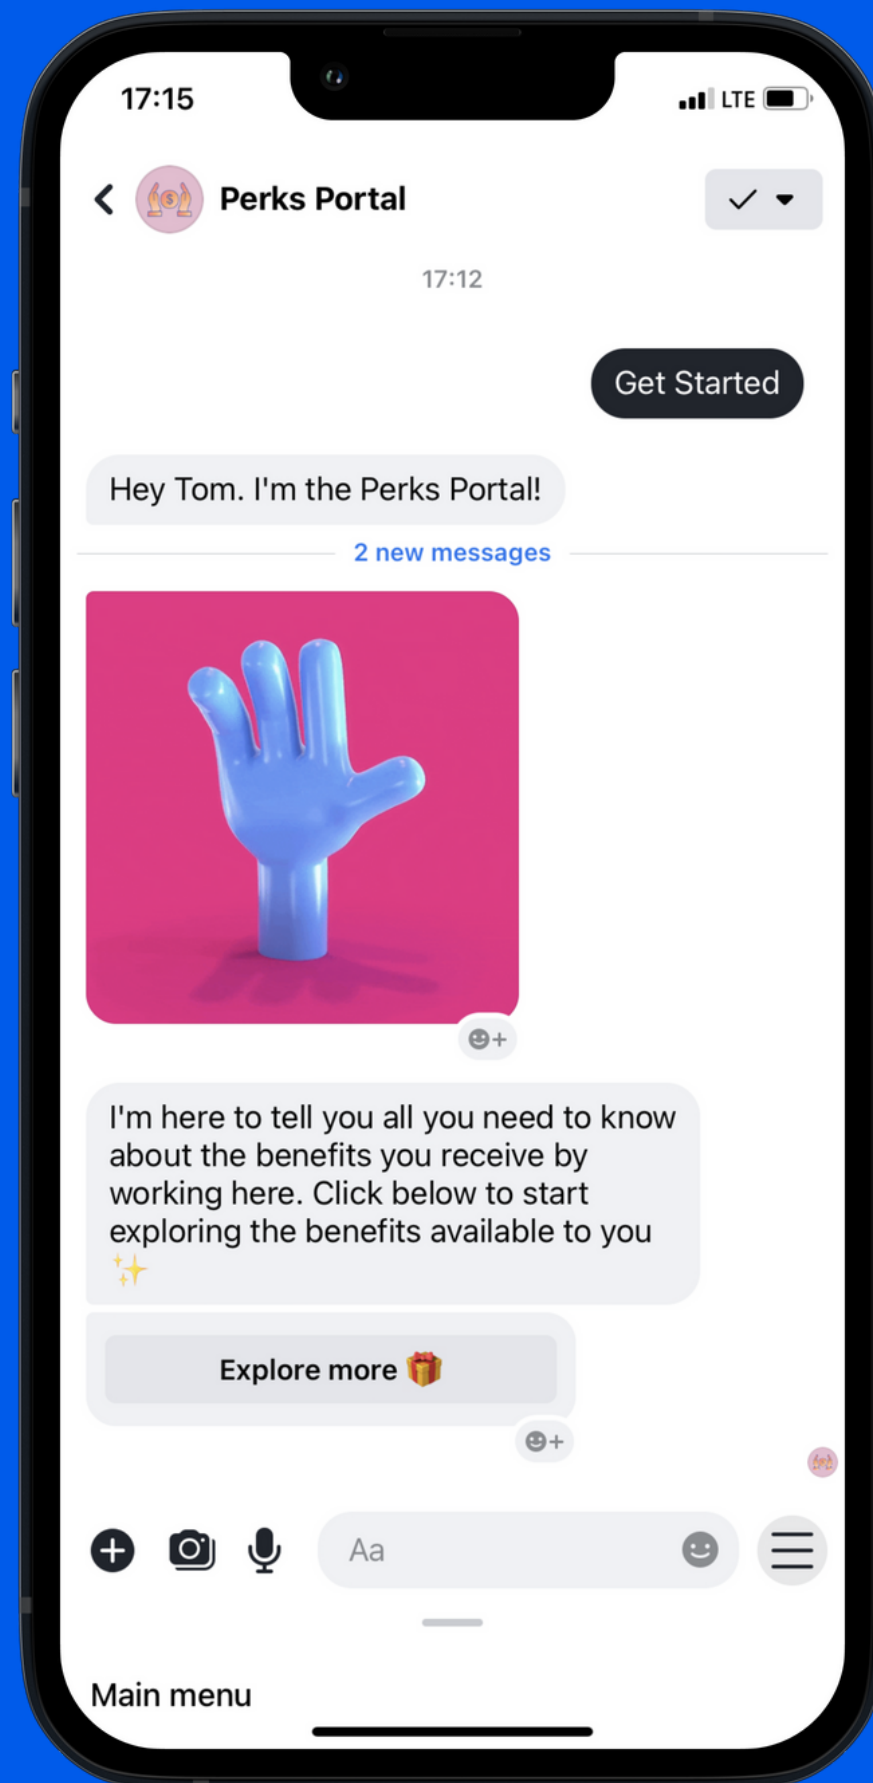 17:15
LTE
Perks Portal
17:12
Get Started
Hey Tom. I'm the Perks Portal!
2 new messages
I'm here to tell you all you need to know
about the benefits you receive by
working here. Click below to start
exploring the benefits available to you
✨
Explore more 🎁
Aa
Main menu